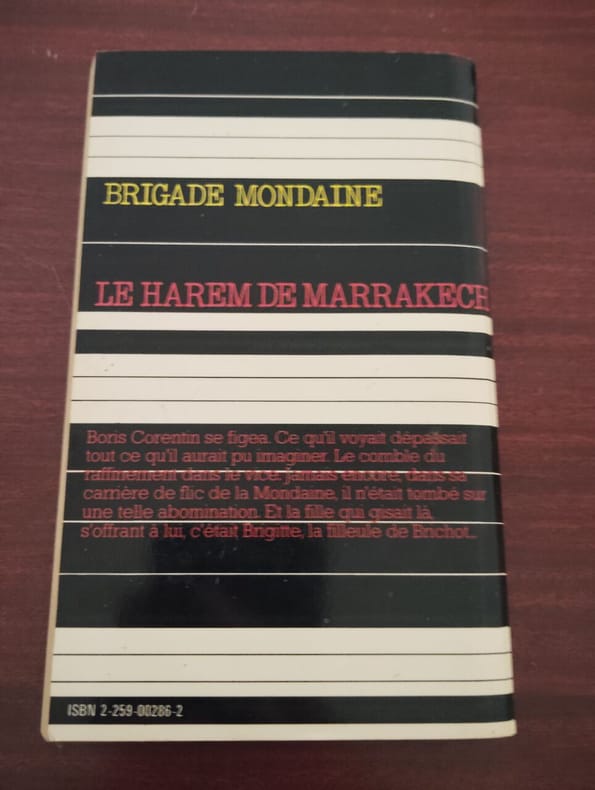 BRIGADE MONDAINE
LE HAREM DE MARRAKECH
Boris Corentin se figea. Ce qu'il voyait dépassait
tout ce qu'il aurait pu imaginer. Le comble du
raffinement dans le vice. Jamais encore, dans sa
carrière de flic de la Mondaine, il n'était tombé sur
une telle abomination. Et la fille qui gisait là,
s'offrant à lui, c'était Brigitte, la filleule de Brichot...
ISBN 2-259-00286-2